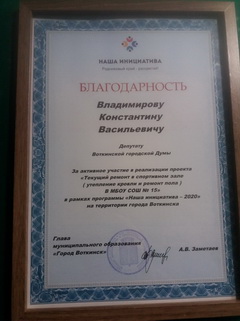 НАША ИНИЦИАТИВА
БЛАГОДАРНОСТЬ
Владимирову
Константину
Васильевичу
Депутату
Воткинской городской Думы
За активное участие в реализации проекта
«Текущий ремонт в спортивном зале
( утепление кровли и ремонт пола )
В МБОУ СОШ № 15»
в рамках программы «Наша инициатива – 2020»
на территории города Воткинска
Глава
муниципального образования
«Город Воткинск»
А.В. Заметаев